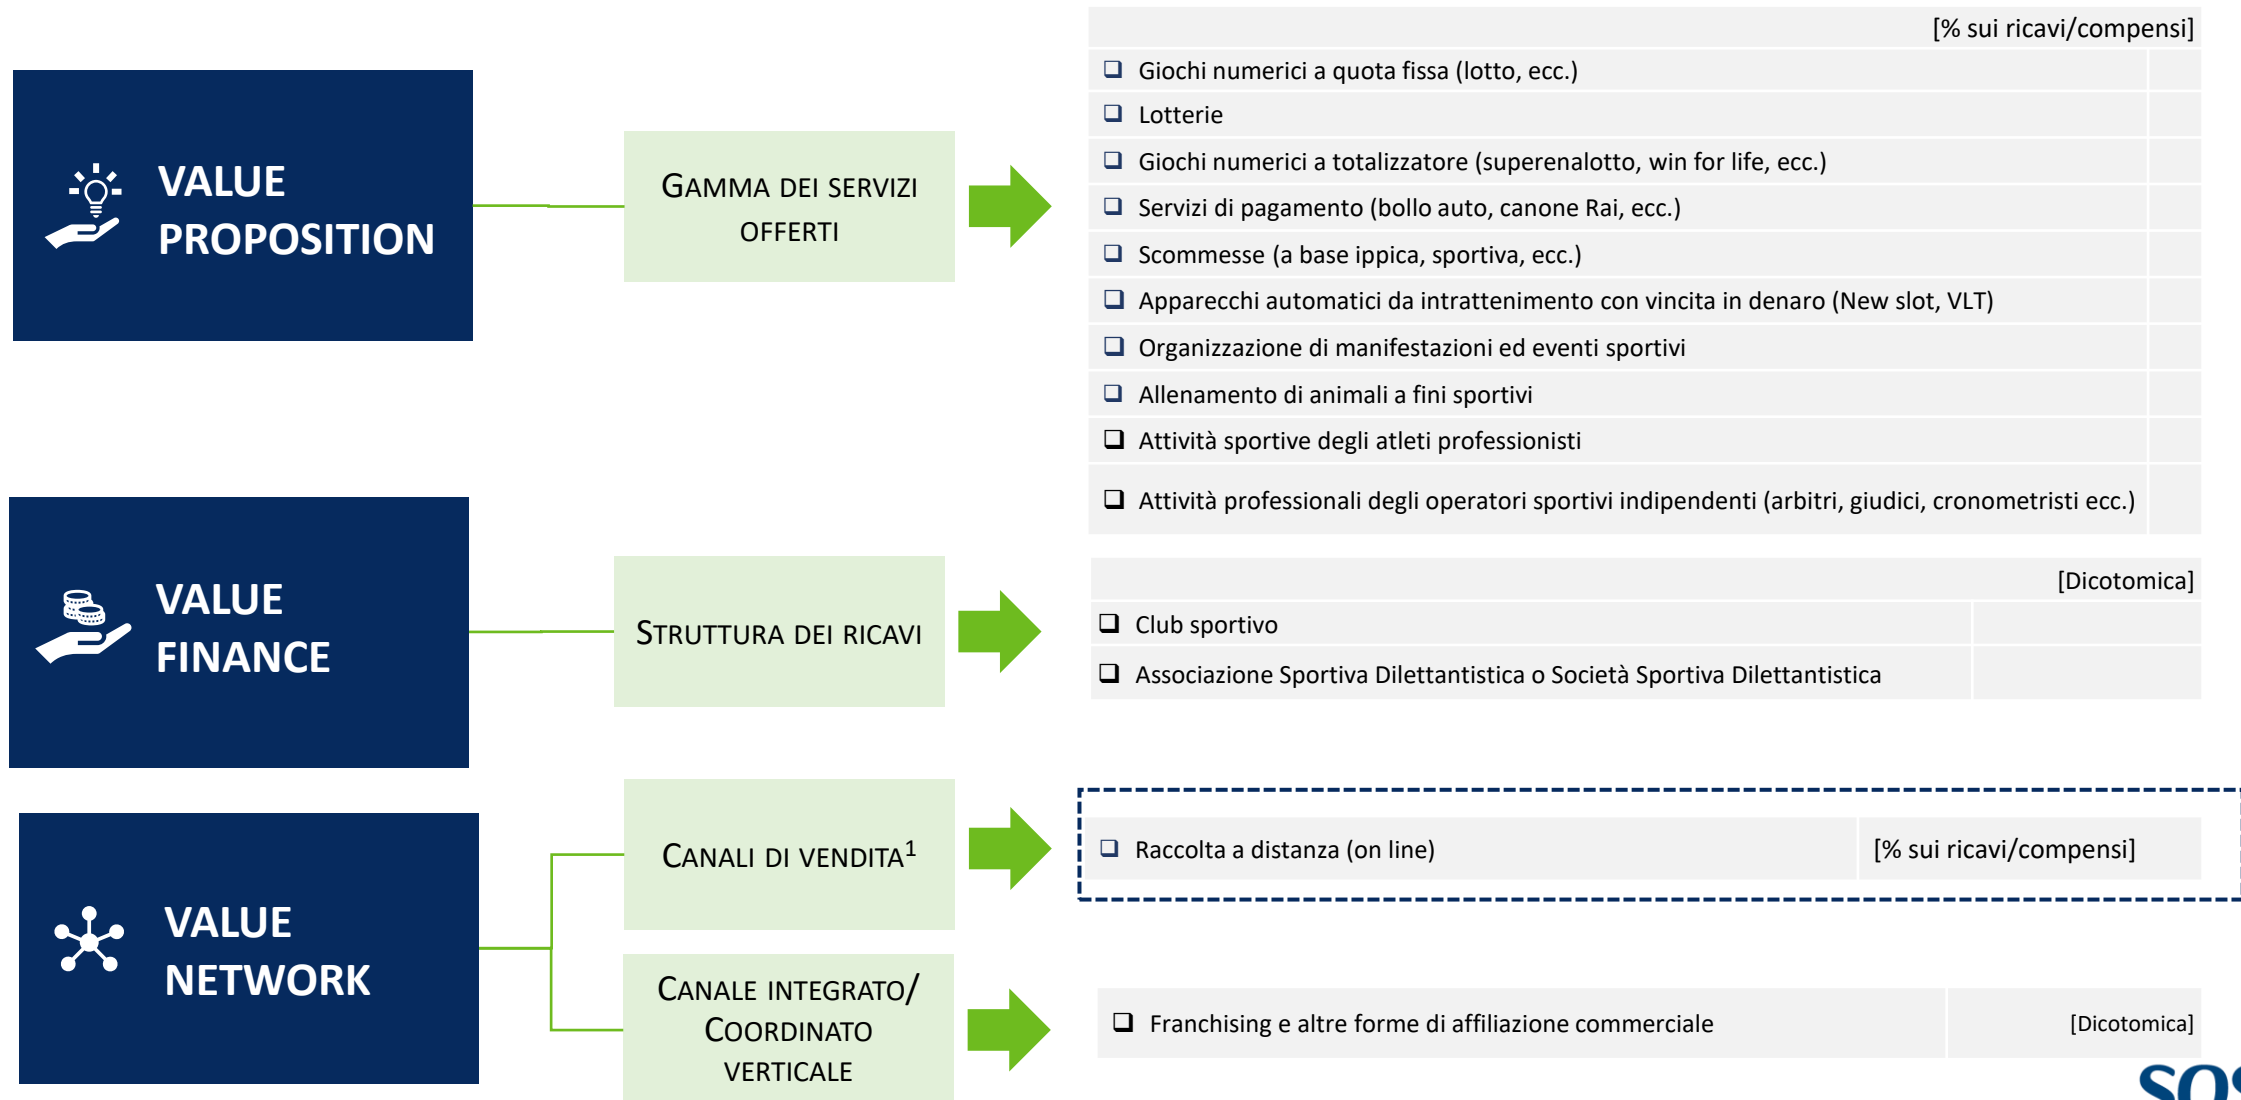 VALUE
PROPOSITION
GAMMA DEI SERVIZI
OFFERTI
[% sui ricavi/compensi]
❑ Giochi numerici a quota fissa (lotto, ecc.)
❑ Lotterie
❑ Giochi numerici a totalizzatore (superenalotto, win for life, ecc.)
❑ Servizi di pagamento (bollo auto, canone Rai, ecc.)
❑ Scommesse (a base ippica, sportiva, ecc.)
❑ Apparecchi automatici da intrattenimento con vincita in denaro (New slot, VLT)
❑ Organizzazione di manifestazioni ed eventi sportivi
❑ Allenamento di animali a fini sportivi
❑ Attività sportive degli atleti professionisti
❑ Attività professionali degli operatori sportivi indipendenti (arbitri, giudici, cronometristi ecc.)
VALUE
FINANCE
STRUTTURA DEI RICAVI
[Dicotomica]
❑ Club sportivo
❑ Associazione Sportiva Dilettantistica o Società Sportiva Dilettantistica
VALUE
NETWORK
CANALI DI VENDITA¹
❑ Raccolta a distanza (on line) [% sui ricavi/compensi]
CANALE INTEGRATO/
COORDINATO
VERTICALE
❑ Franchising e altre forme di affiliazione commerciale [Dicotomica]